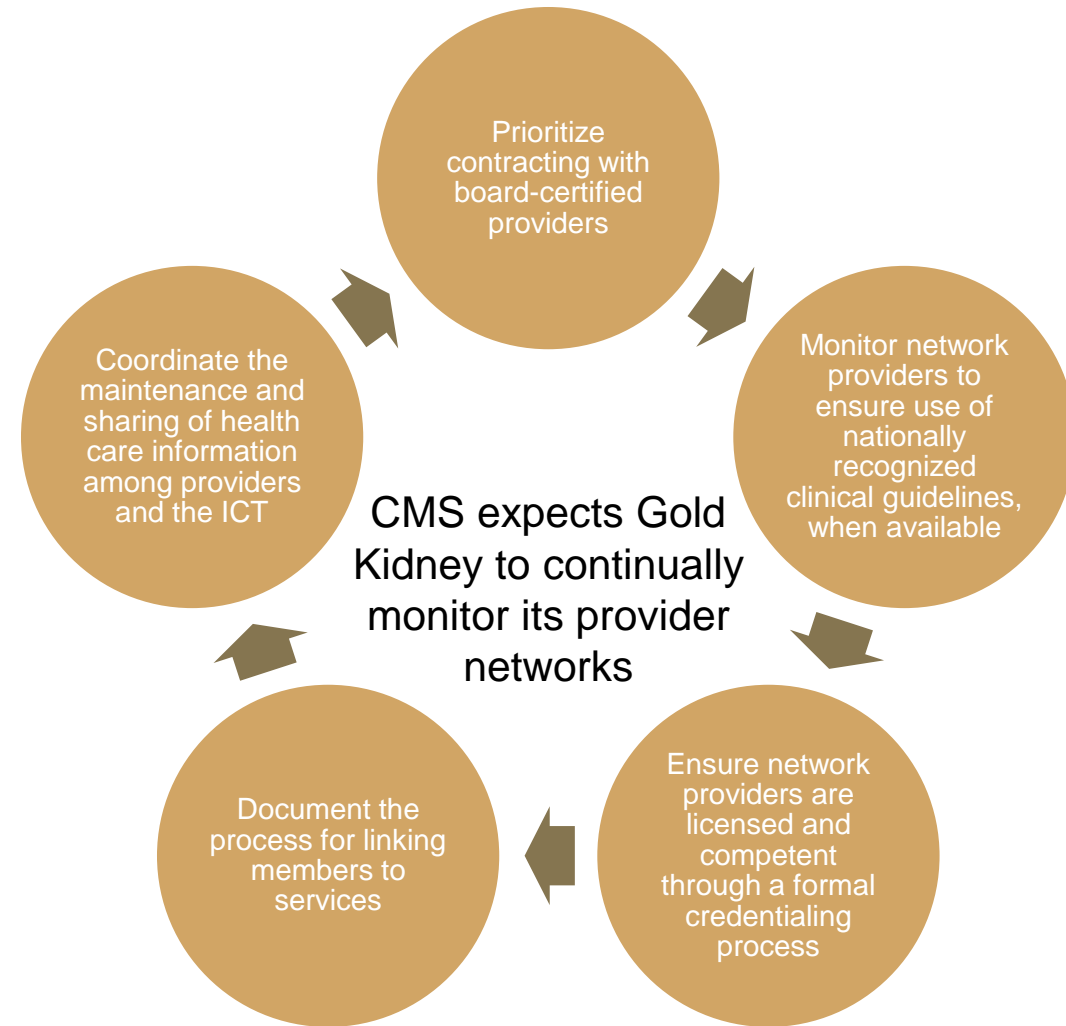 Prioritize
contracting with
board-certified
providers
Monitor network
providers to
ensure use of
nationally
recognized
clinical guidelines,
when available
Ensure network
providers are
licensed and
competent
through a formal
credentialing
process
Document the
process for linking
members to
services
Coordinate the
maintenance and
sharing of health
care information
among providers
and the ICT
CMS expects Gold
Kidney to continually
monitor its provider
networks